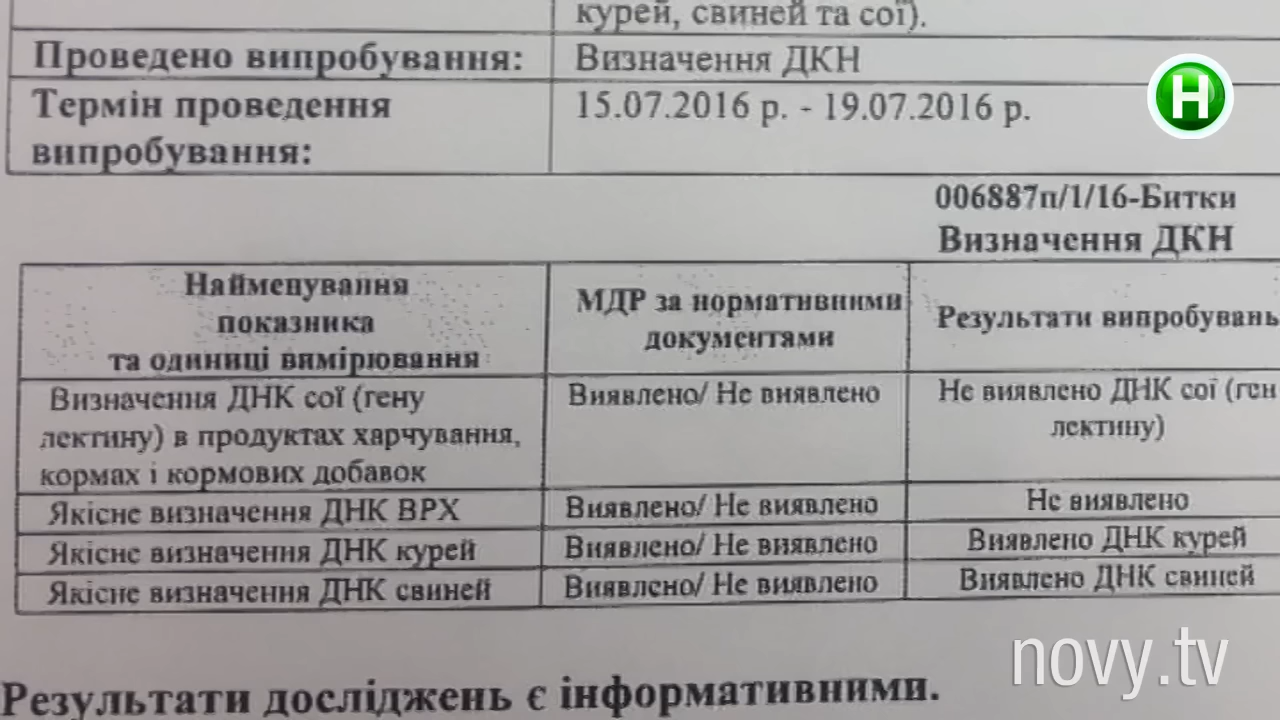 курей, свиней та сої).
Проведено випробування:
Визначення ДКН
Термін проведення
випробування:
15.07.2016 р. - 19.07.2016 р.
Н
006887п/1/16-Битки
Визначення ДКН
Найменування
показника
та одиниці вимірювання
МДР за нормативними
документами
Результати випробувань
Визначення ДНК сої (гену
лектину) в продуктах харчування,
кормах і кормових добавок
Виявлено/ Не виявлено
Не виявлено ДНК сої (ген
лектину)
Якісне визначення ДНК ВРХ
Виявлено/ Не виявлено
Не виявлено
Якісне визначення ДНК курей
Виявлено/ Не виявлено
Виявлено ДНК курей
Якісне визначення ДНК свиней
Виявлено/ Не виявлено
Виявлено ДНК свиней
novy.tv
Результати досліджень є інформативними.